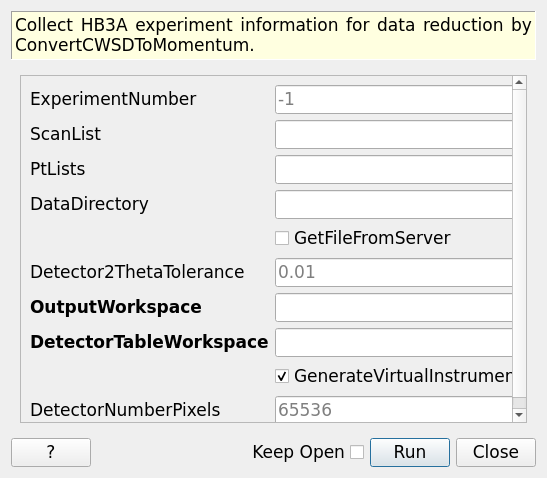 Collect HB3A experiment information for data reduction by
ConvertCWSDToMomentum.
ExperimentNumber -1
ScanList
PtLists
DataDirectory
GetFileFromServer
Detector2ThetaTolerance 0.01
OutputWorkspace
DetectorTableWorkspace
GenerateVirtualInstrumen
DetectorNumberPixels 65536
? Keep Open Run Close